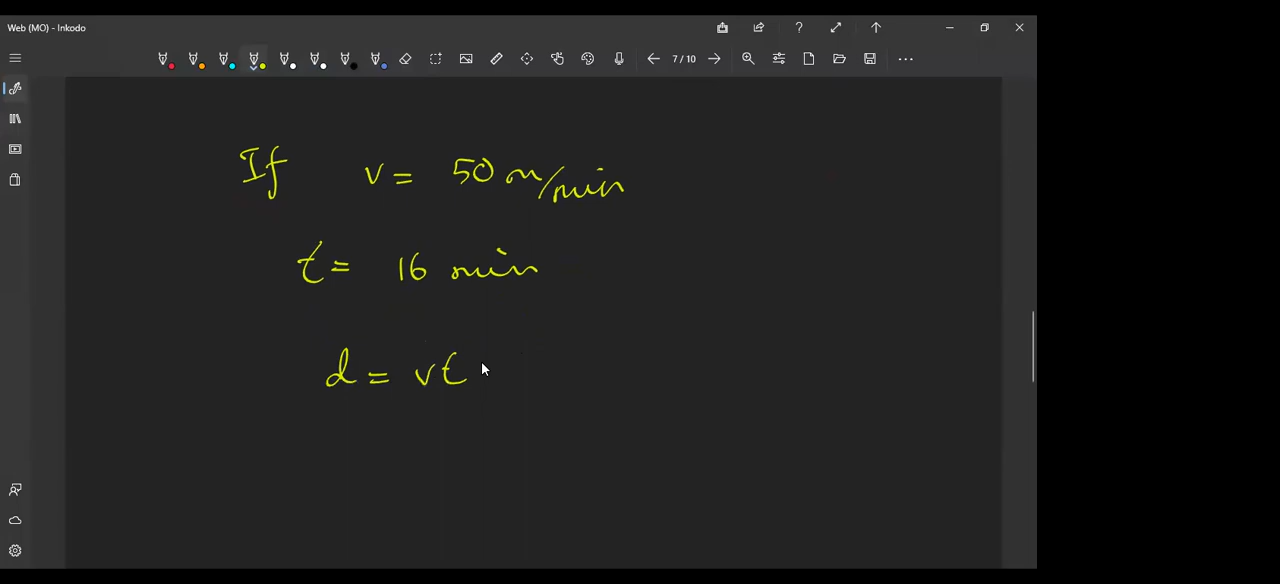 Web (MO) - Inkodo
7 / 10
If v = 50 m/min
t = 16 min
d = vt